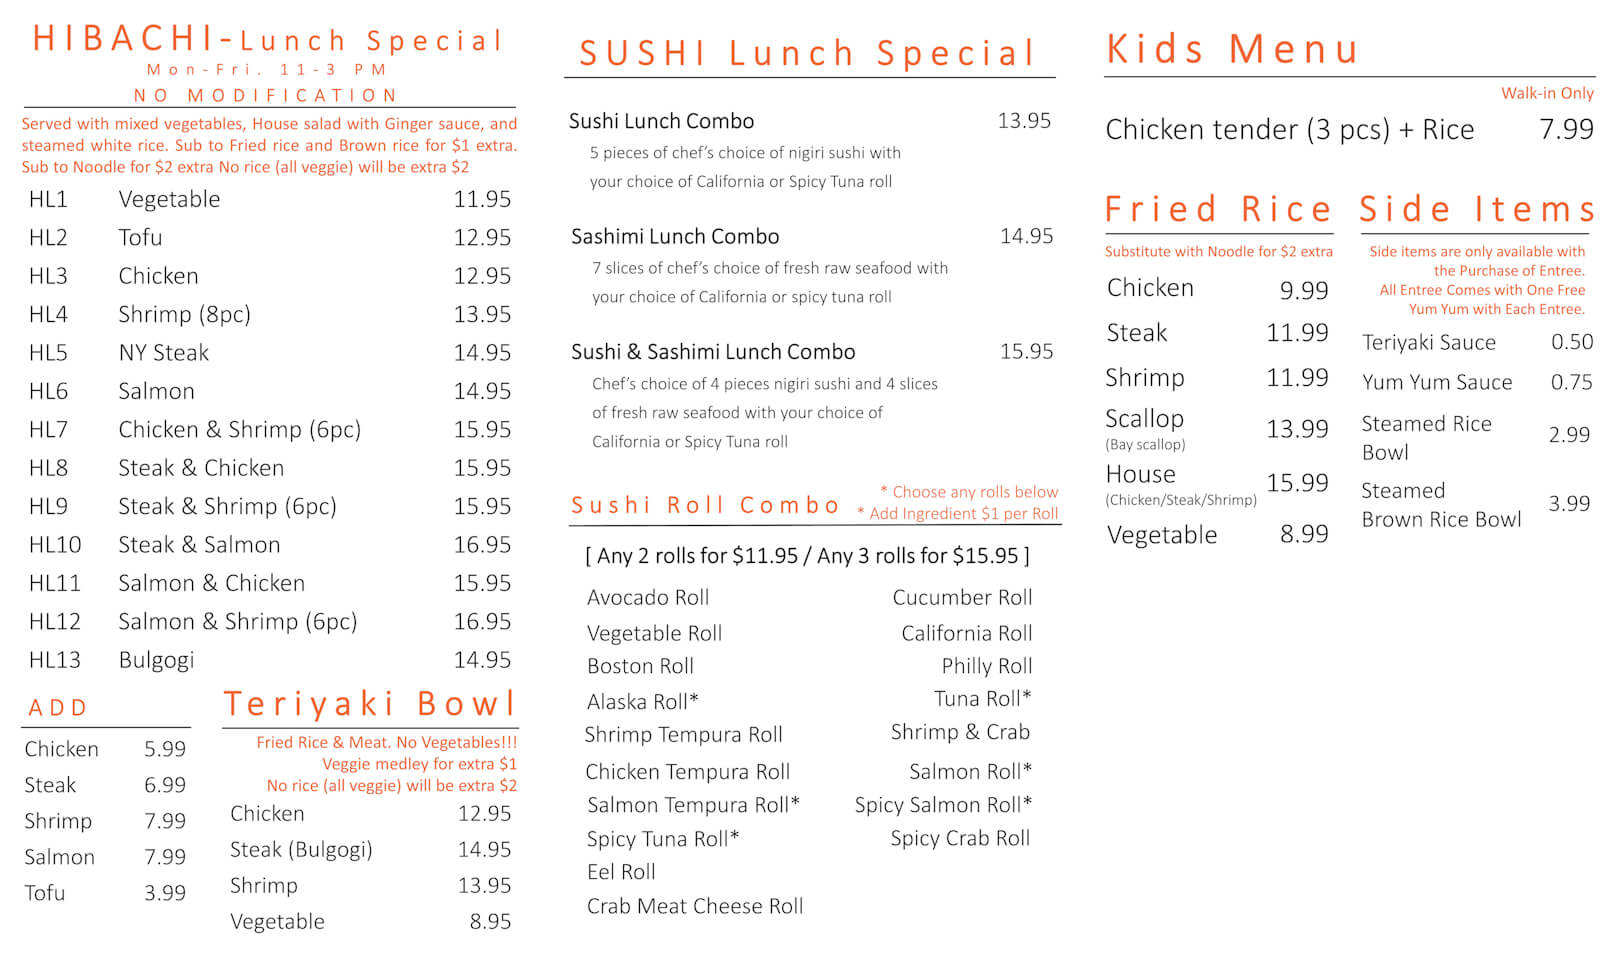 HIBACHI-Lunch Special
Mon-Fri. 11-3 PM
NO MODIFICATION
Served with mixed vegetables, House salad with Ginger sauce, and
steamed white rice. Sub to Fried rice and Brown rice for $1 extra.
Sub to Noodle for $2 extra No rice (all veggie) will be extra $2
HL1 Vegetable 11.95
HL2 Tofu 12.95
HL3 Chicken 12.95
HL4 Shrimp (8pc) 13.95
HL5 NY Steak 14.95
HL6 Salmon 14.95
HL7 Chicken & Shrimp (6pc) 15.95
HL8 Steak & Chicken 15.95
HL9 Steak & Shrimp (6pc) 15.95
HL10 Steak & Salmon 16.95
HL11 Salmon & Chicken 15.95
HL12 Salmon & Shrimp (6pc) 16.95
HL13 Bulgogi 14.95
ADD
Chicken 5.99
Steak 6.99
Shrimp 7.99
Salmon 7.99
Tofu 3.99
Teriyaki Bowl
Fried Rice & Meat. No Vegetables!!!
Veggie medley for extra $1
No rice (all veggie) will be extra $2
Chicken 12.95
Steak (Bulgogi) 14.95
Shrimp 13.95
Vegetable 8.95
SUSHI Lunch Special
Sushi Lunch Combo 13.95
5 pieces of chef's choice of nigiri sushi with
your choice of California or Spicy Tuna roll
Sashimi Lunch Combo 14.95
7 slices of chef's choice of fresh raw seafood with
your choice of California or spicy tuna roll
Sushi & Sashimi Lunch Combo 15.95
Chef's choice of 4 pieces nigiri sushi and 4 slices
of fresh raw seafood with your choice of
California or Spicy Tuna roll
Sushi Roll Combo
* Choose any rolls below
* Add Ingredient $1 per Roll
[ Any 2 rolls for $11.95 / Any 3 rolls for $15.95 ]
Avocado Roll Cucumber Roll
Vegetable Roll California Roll
Boston Roll Philly Roll
Alaska Roll* Tuna Roll*
Shrimp Tempura Roll Shrimp & Crab
Chicken Tempura Roll Salmon Roll*
Salmon Tempura Roll* Spicy Salmon Roll*
Spicy Tuna Roll* Spicy Crab Roll
Eel Roll
Crab Meat Cheese Roll
Kids Menu
Walk-in Only
Chicken tender (3 pcs) + Rice 7.99
Fried Rice
Substitute with Noodle for $2 extra
Chicken 9.99
Steak 11.99
Shrimp 11.99
Scallop 13.99
(Bay scallop)
House 15.99
(Chicken/Steak/Shrimp)
Vegetable 8.99
Side Items
Side items are only available with
the Purchase of Entree.
All Entree Comes with One Free
Yum Yum with Each Entree.
Teriyaki Sauce 0.50
Yum Yum Sauce 0.75
Steamed Rice
Bowl 2.99
Steamed
Brown Rice Bowl 3.99